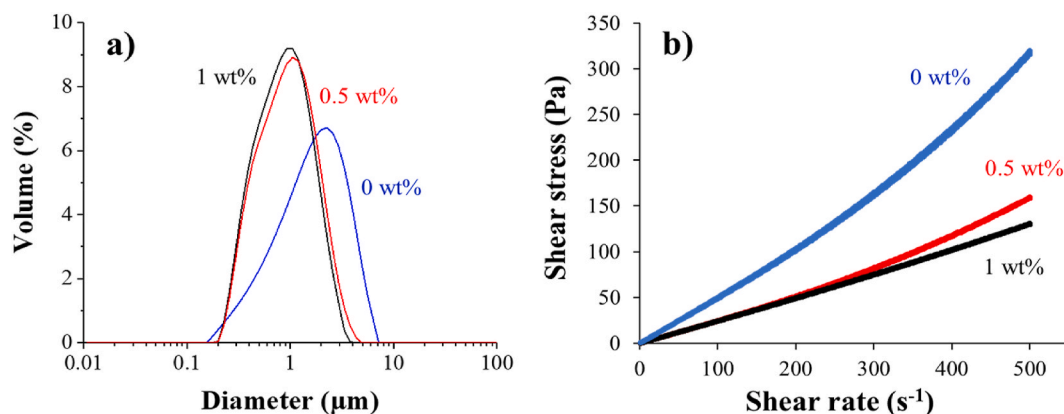 a)
10
8
6
4
2
0
Volume (%)
1 wt%
0.5 wt%
0 wt%
0.01
0.1
1
10
100
Diameter (µm)
b)
350
300
250
200
150
100
50
0
Shear stress (Pa)
0 wt%
0.5 wt%
1 wt%
0
100
200
300
400
500
Shear rate (s⁻¹)